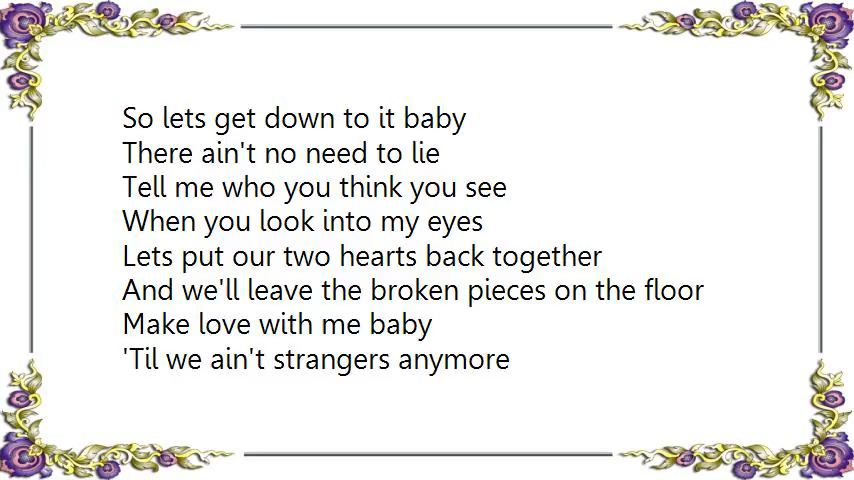 So lets get down to it baby
There ain't no need to lie
Tell me who you think you see
When you look into my eyes
Lets put our two hearts back together
And we'll leave the broken pieces on the floor
Make love with me baby
'Til we ain't strangers anymore